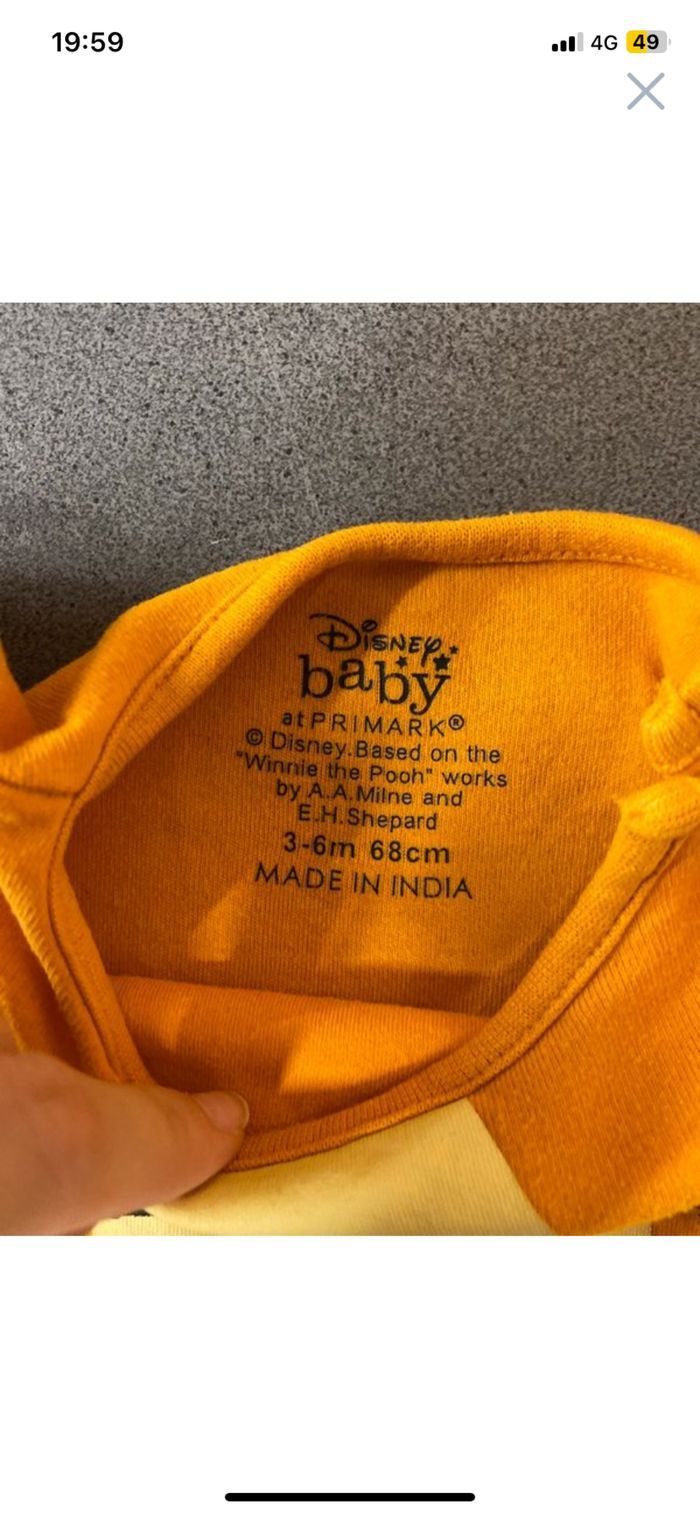 19:59
4G 49
Disney
baby
at PRIMARK®
© Disney.Based on the
"Winnie the Pooh" works
by A.A.Milne and
E.H.Shepard
3-6m 68cm
MADE IN INDIA